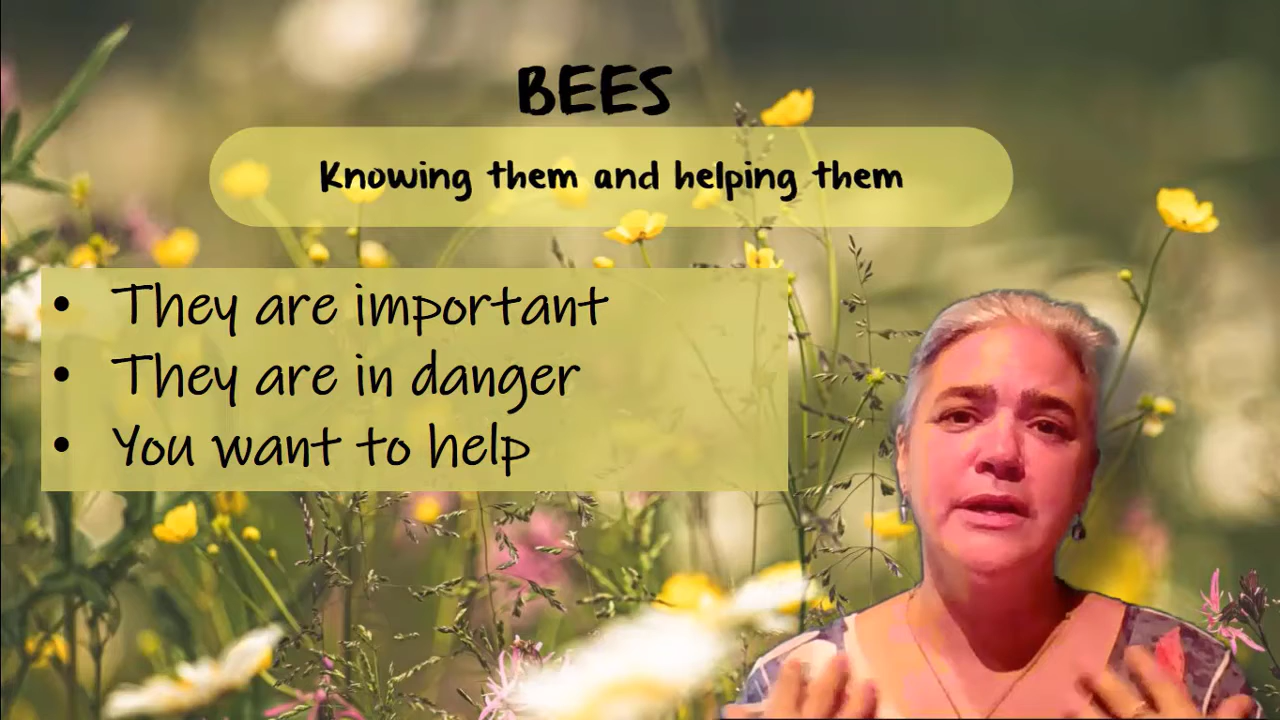 BEES
Knowing them and helping them
• They are important
• They are in danger
• You want to help